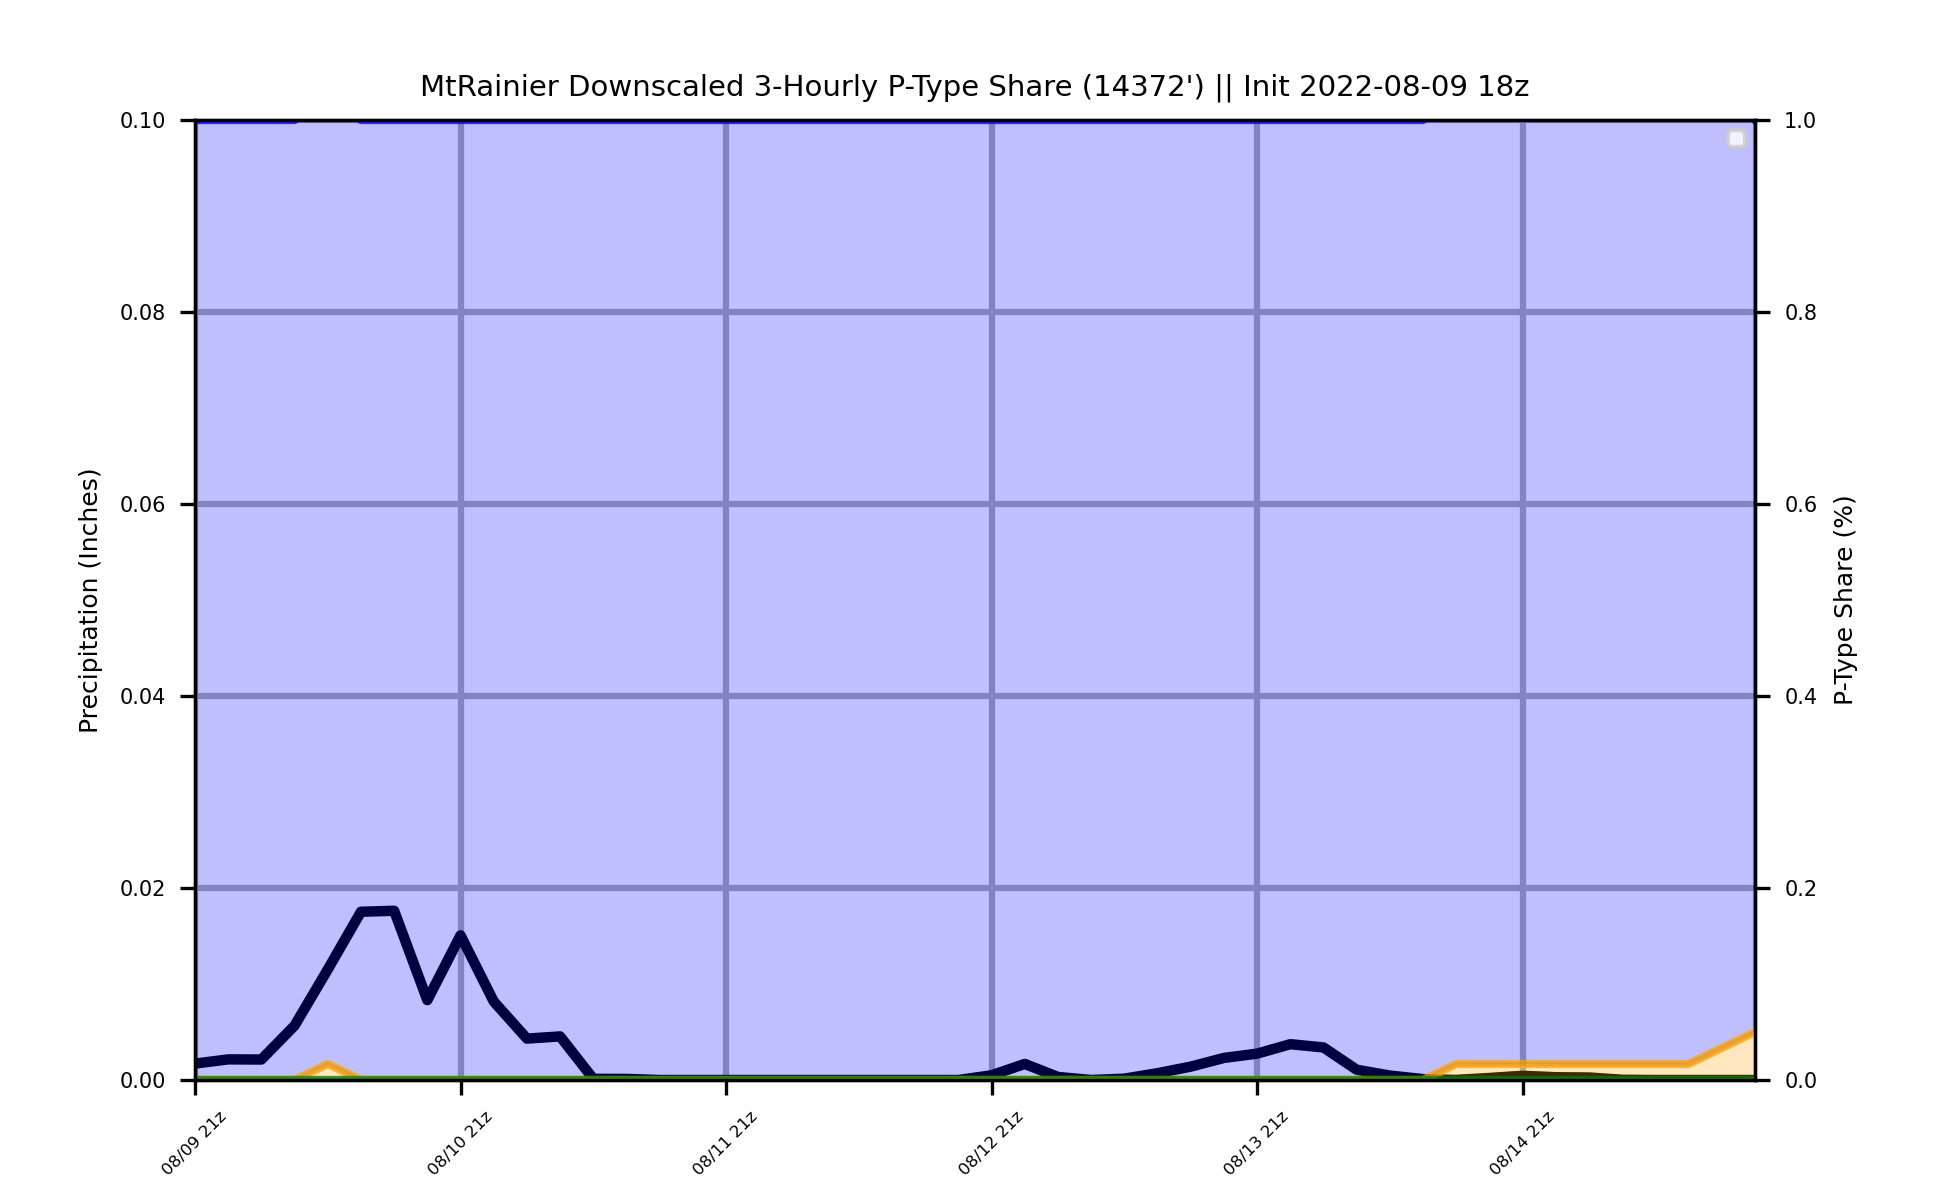 MtRainier Downscaled 3-Hourly P-Type Share (14372') || Init 2022-08-09 18z
0.10
0.08
0.06
0.04
0.02
0.00
Precipitation (Inches)
1.0
0.8
0.6
0.4
0.2
0.0
P-Type Share (%)
08/09 21z
08/10 21z
08/11 21z
08/12 21z
08/13 21z
08/14 21z